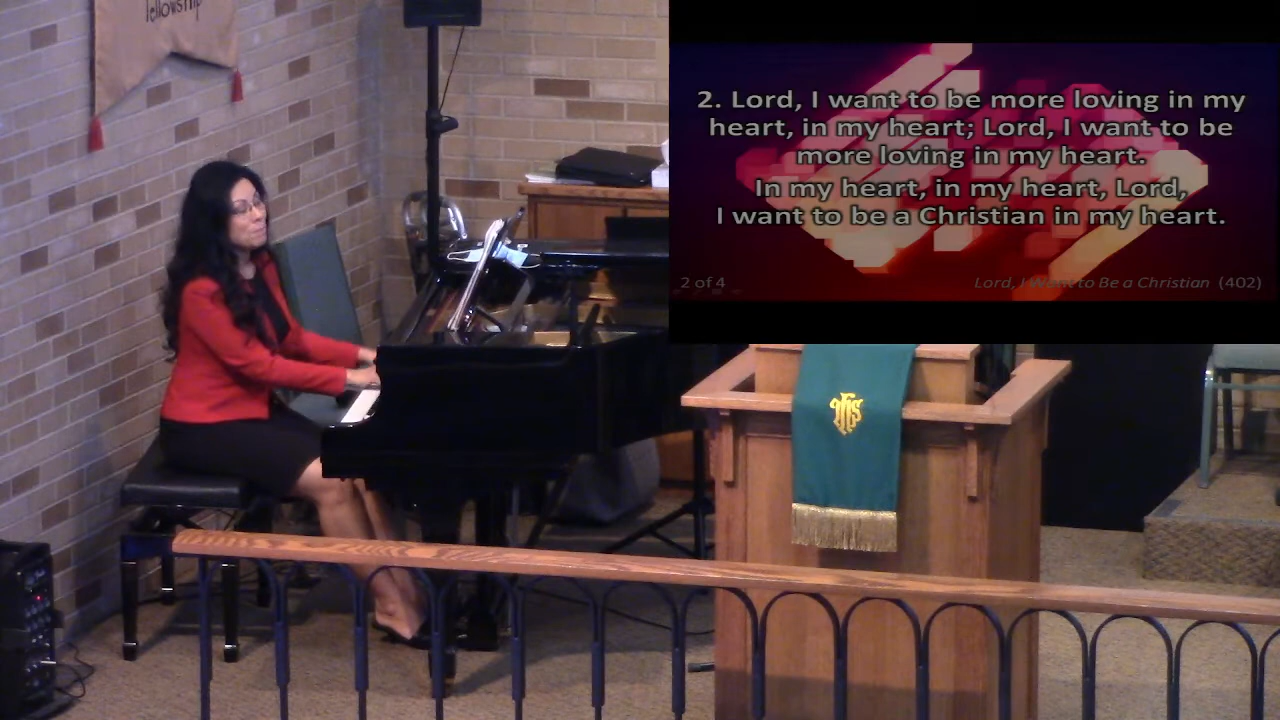 fellowship
2. Lord, I want to be more loving in my
heart, in my heart; Lord, I want to be
more loving in my heart.
In my heart, in my heart, Lord,
I want to be a Christian in my heart.
2 of 4
Lord, I Want to Be a Christian (402)
IHS